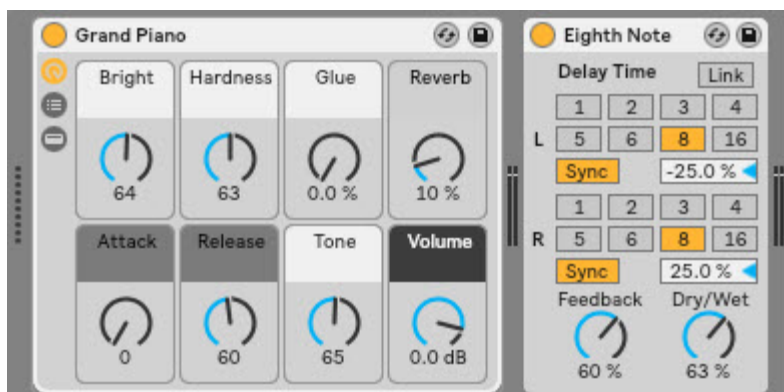 Grand Piano
Bright Hardness Glue Reverb
64 63 0.0 % 10 %
Attack Release Tone Volume
0 60 65 0.0 dB
Eighth Note
Delay Time Link
1 2 3 4
L 5 6 8 16
Sync -25.0 %
1 2 3 4
R 5 6 8 16
Sync 25.0 %
Feedback Dry/Wet
60 % 63 %